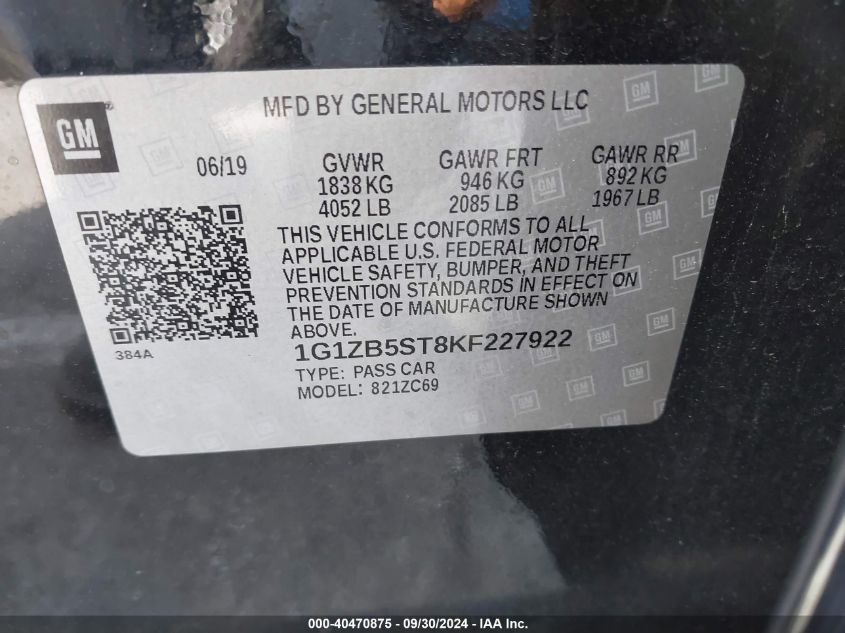 MFD BY GENERAL MOTORS LLC
GM
06/19
GVWR
1838 KG
4052 LB
GAWR FRT
946 KG
2085 LB
GAWR RR
892 KG
1967 LB
THIS VEHICLE CONFORMS TO ALL
APPLICABLE U.S. FEDERAL MOTOR
VEHICLE SAFETY, BUMPER, AND THEFT
PREVENTION STANDARDS IN EFFECT ON
THE DATE OF MANUFACTURE SHOWN
ABOVE.
384A
1G1ZB5ST8KF227922
TYPE: PASS CAR
MODEL: 821ZC69
000-40470875 - 09/30/2024 - IAA Inc.